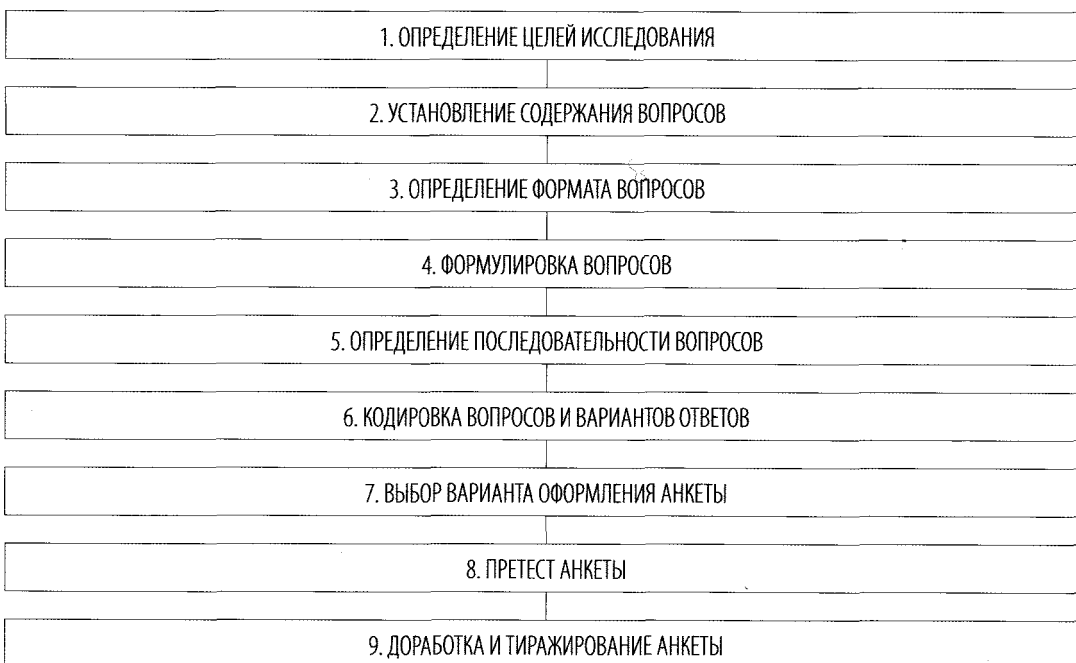 1. ОПРЕДЕЛЕНИЕ ЦЕЛЕЙ ИССЛЕДОВАНИЯ
2. УСТАНОВЛЕНИЕ СОДЕРЖАНИЯ ВОПРОСОВ
3. ОПРЕДЕЛЕНИЕ ФОРМАТА ВОПРОСОВ
4. ФОРМУЛИРОВКА ВОПРОСОВ
5. ОПРЕДЕЛЕНИЕ ПОСЛЕДОВАТЕЛЬНОСТИ ВОПРОСОВ
6. КОДИРОВКА ВОПРОСОВ И ВАРИАНТОВ ОТВЕТОВ
7. ВЫБОР ВАРИАНТА ОФОРМЛЕНИЯ АНКЕТЫ
8. ПРЕТЕСТ АНКЕТЫ
9. ДОРАБОТКА И ТИРАЖИРОВАНИЕ АНКЕТЫ